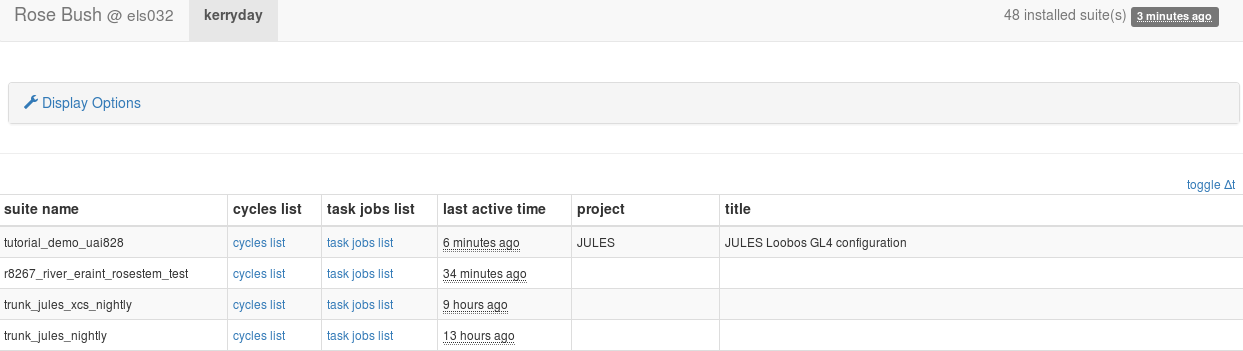 Rose Bush @ els032 kerryday 48 installed suite(s) 3 minutes ago
Display Options
toggle Δt
suite name cycles list task jobs list last active time project title
tutorial_demo_uai828 cycles list task jobs list 6 minutes ago JULES JULES Loobos GL4 configuration
r8267_river_eraint_rosestem_test cycles list task jobs list 34 minutes ago
trunk_jules_xcs_nightly cycles list task jobs list 9 hours ago
trunk_jules_nightly cycles list task jobs list 13 hours ago